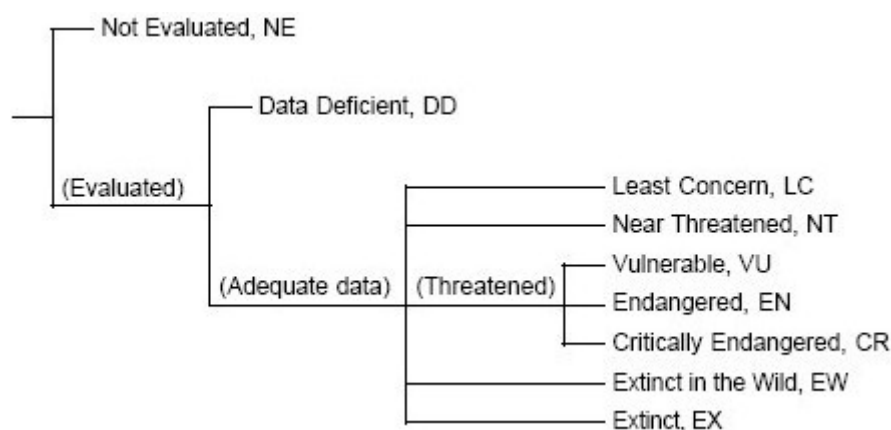 Not Evaluated, NE
Data Deficient, DD
(Evaluated)
Least Concern, LC
Near Threatened, NT
Vulnerable, VU
(Adequate data)
(Threatened)
Endangered, EN
Critically Endangered, CR
Extinct in the Wild, EW
Extinct, EX